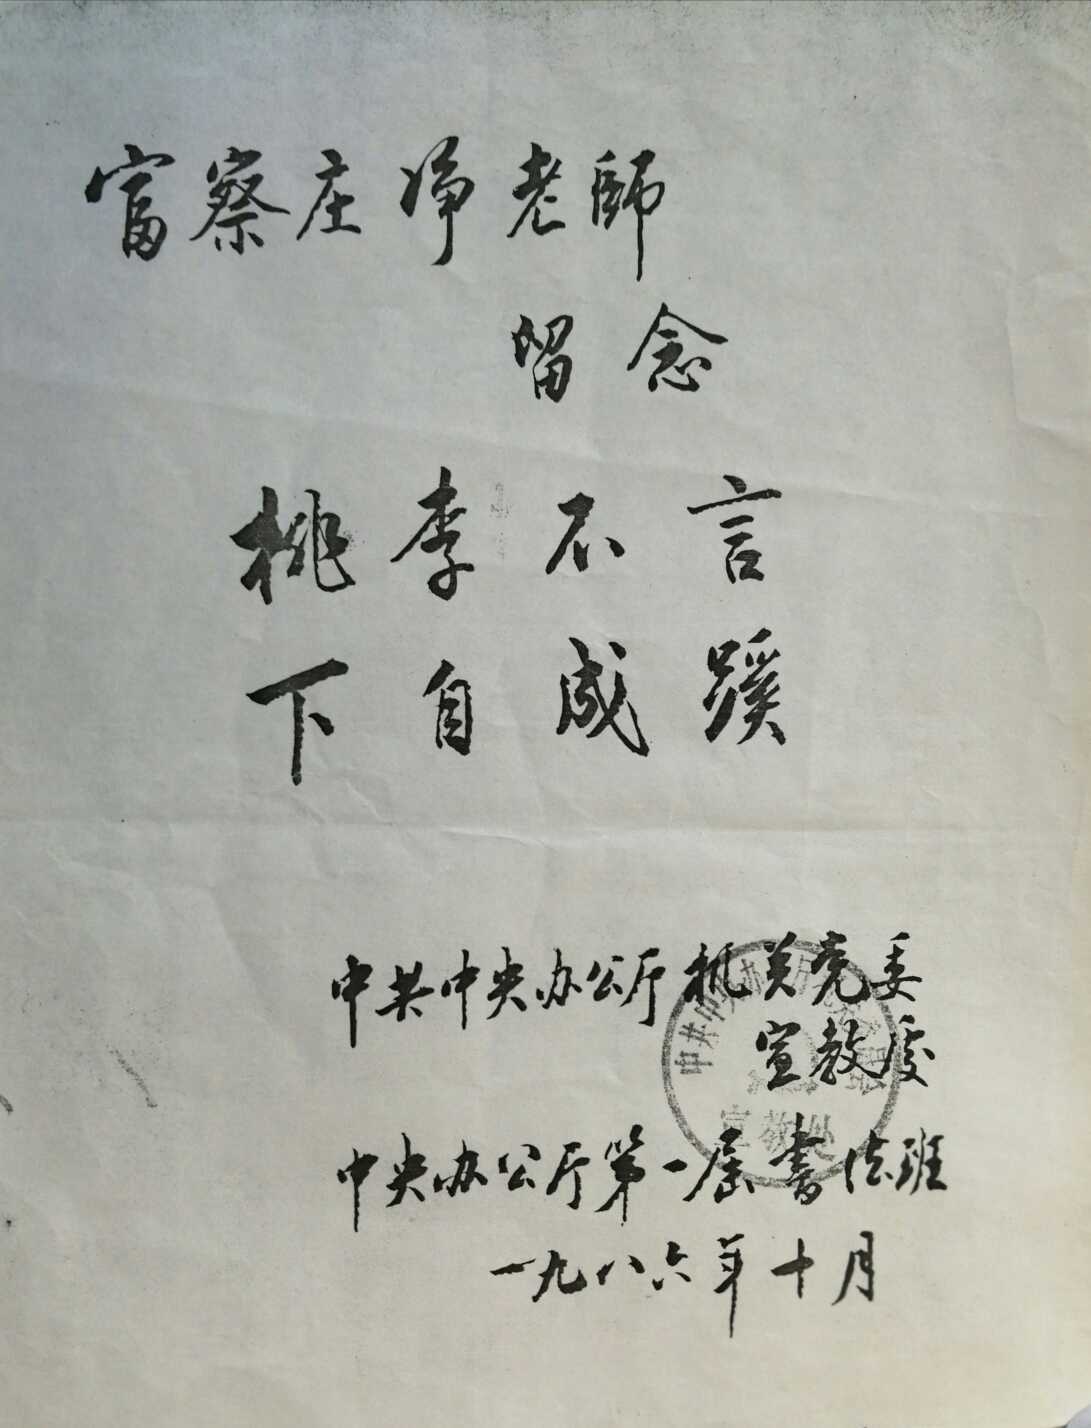 富察庄净老師
留念
桃李不言
下自成蹊
中共中央办公厅机关党委
宣教处
中央办公厅第一届書法班
一九八六年十月